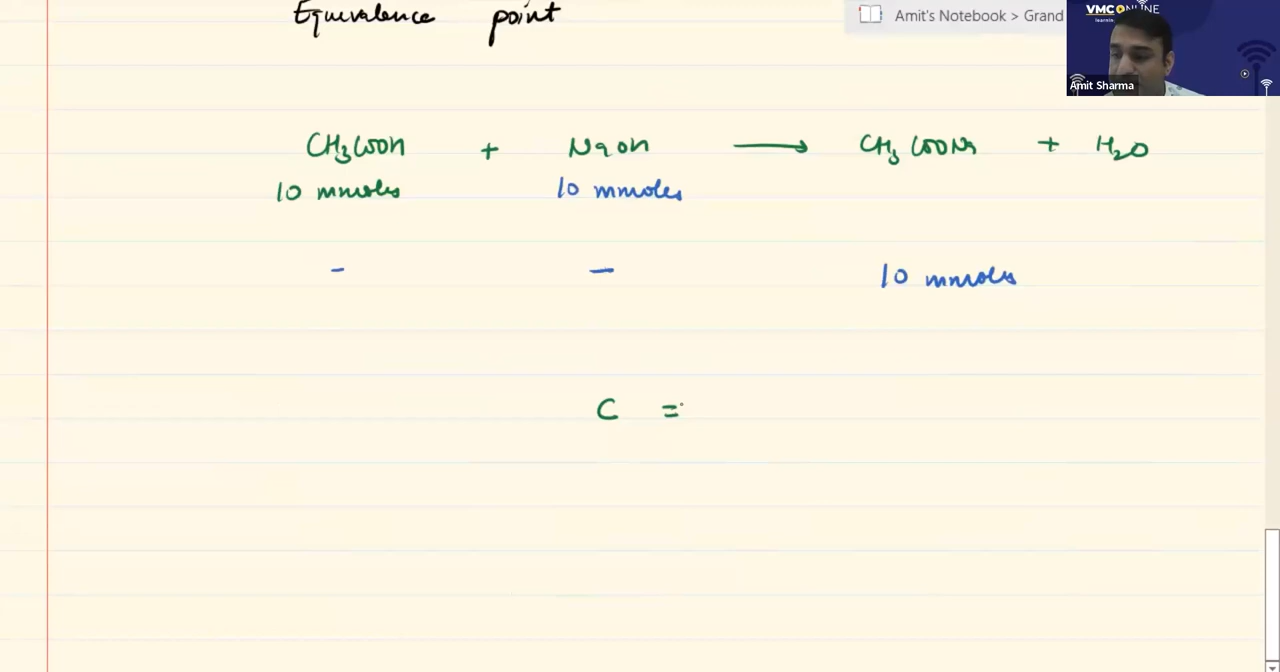 Equivalence point
Amit's Notebook > Grand
VMC ONLINE
Amit Sharma
CH3COOH + NaOH ⟶ CH3COONa + H2O
10 mmoles 10 mmoles
- - 10 mmoles
C =